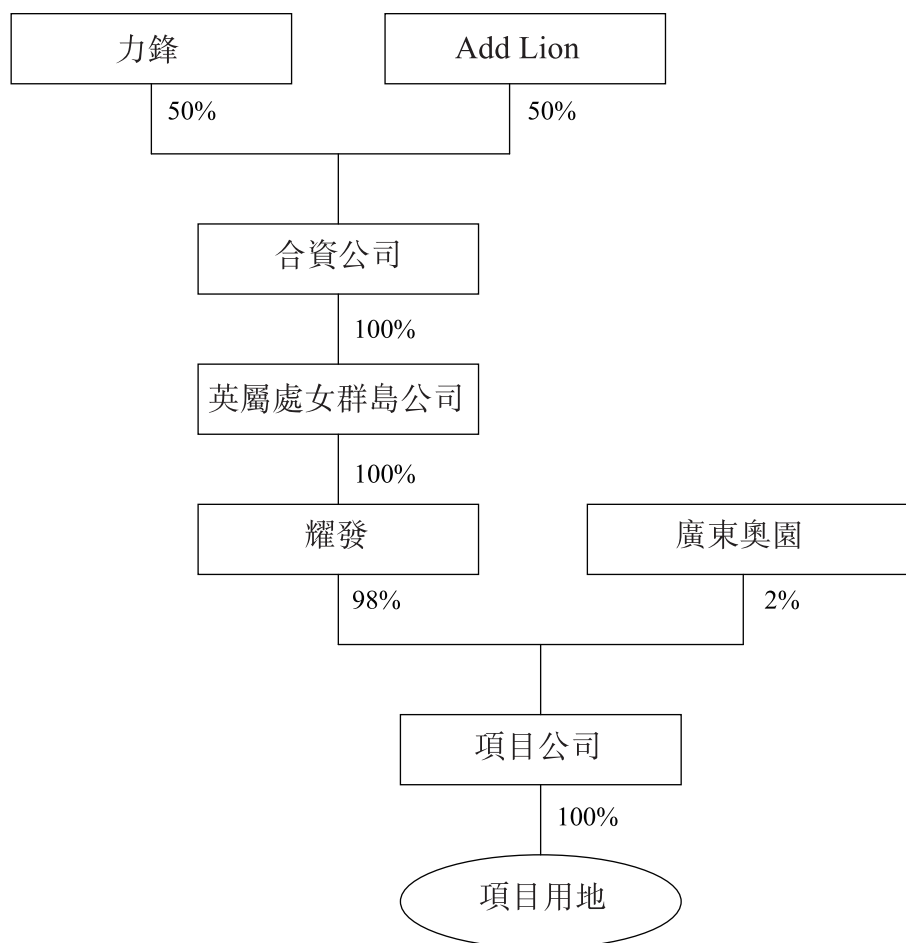 力鋒
Add Lion
50%
50%
合資公司
100%
英屬處女群島公司
100%
耀發
廣東奧園
98%
2%
項目公司
100%
項目用地